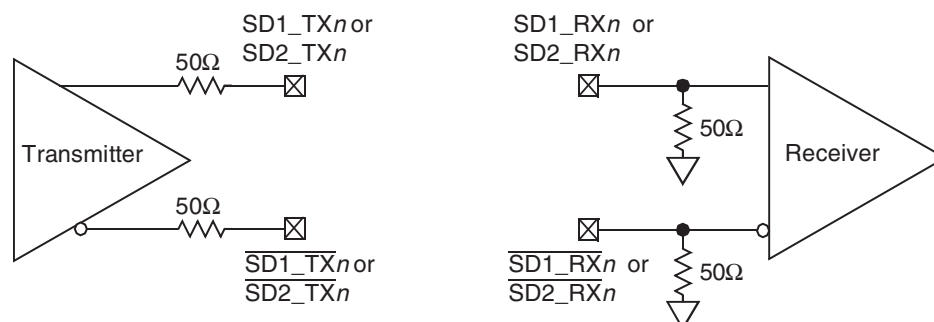 SD1_TXn or
SD2_TXn
50Ω
Transmitter
50Ω
SD1_TXn or
SD2_TXn
SD1_RXn or
SD2_RXn
50Ω
Receiver
SD1_RXn or
SD2_RXn
50Ω